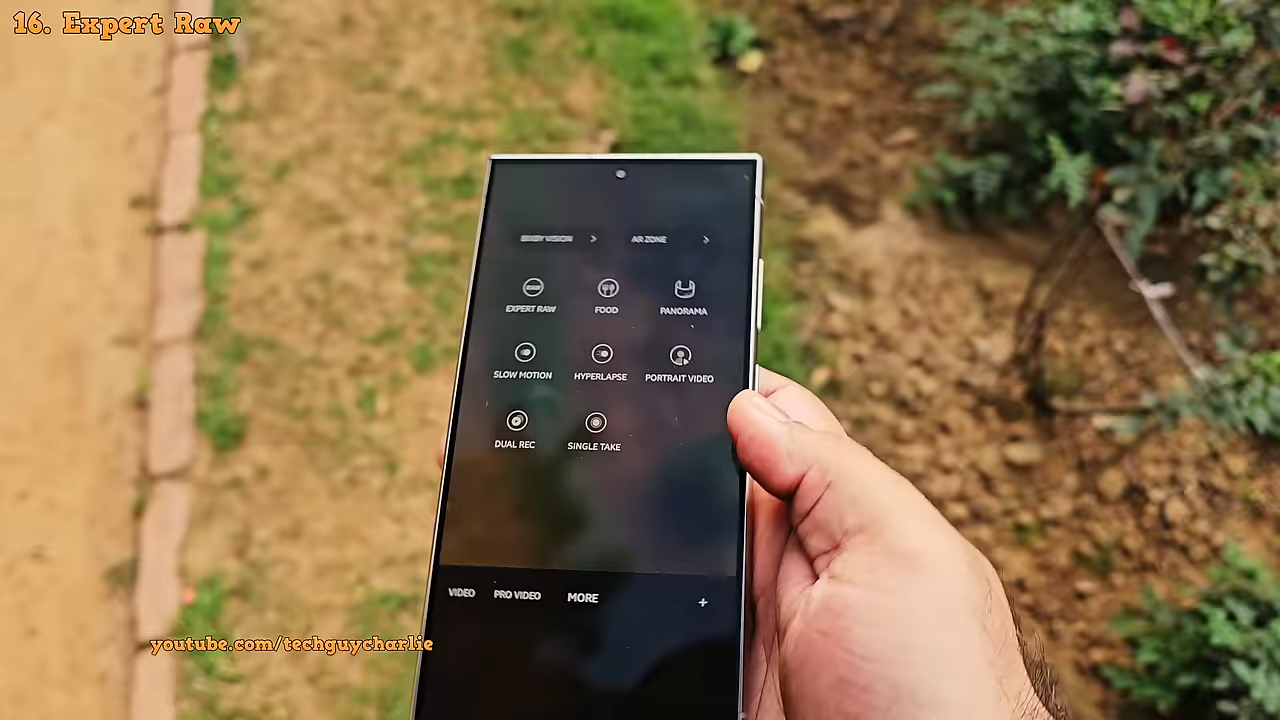 16. Expert Raw
BIXBY VISION > AR ZONE >
EXPERT RAW FOOD PANORAMA
SLOW MOTION HYPERLAPSE PORTRAIT VIDEO
DUAL REC SINGLE TAKE
VIDEO PRO VIDEO MORE +
youtube.com/techguycharlie